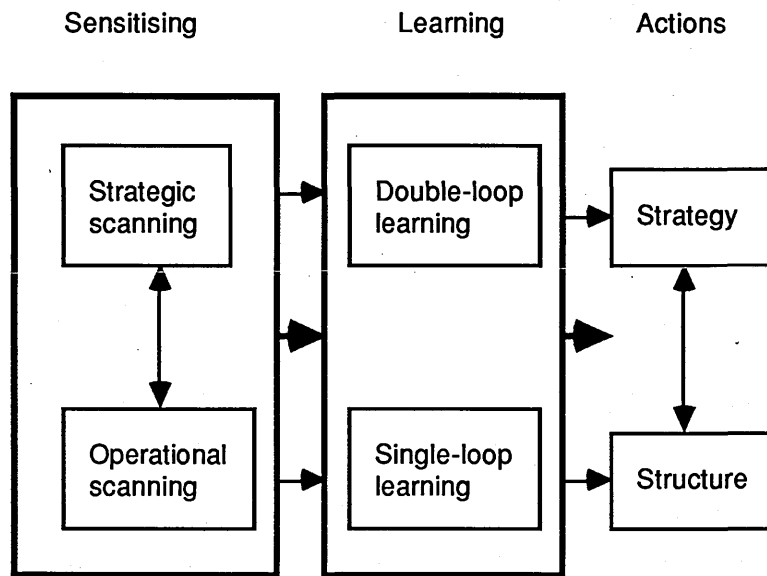 Sensitising
Learning
Actions
Strategic
scanning
Double-loop
learning
Strategy
Operational
scanning
Single-loop
learning
Structure